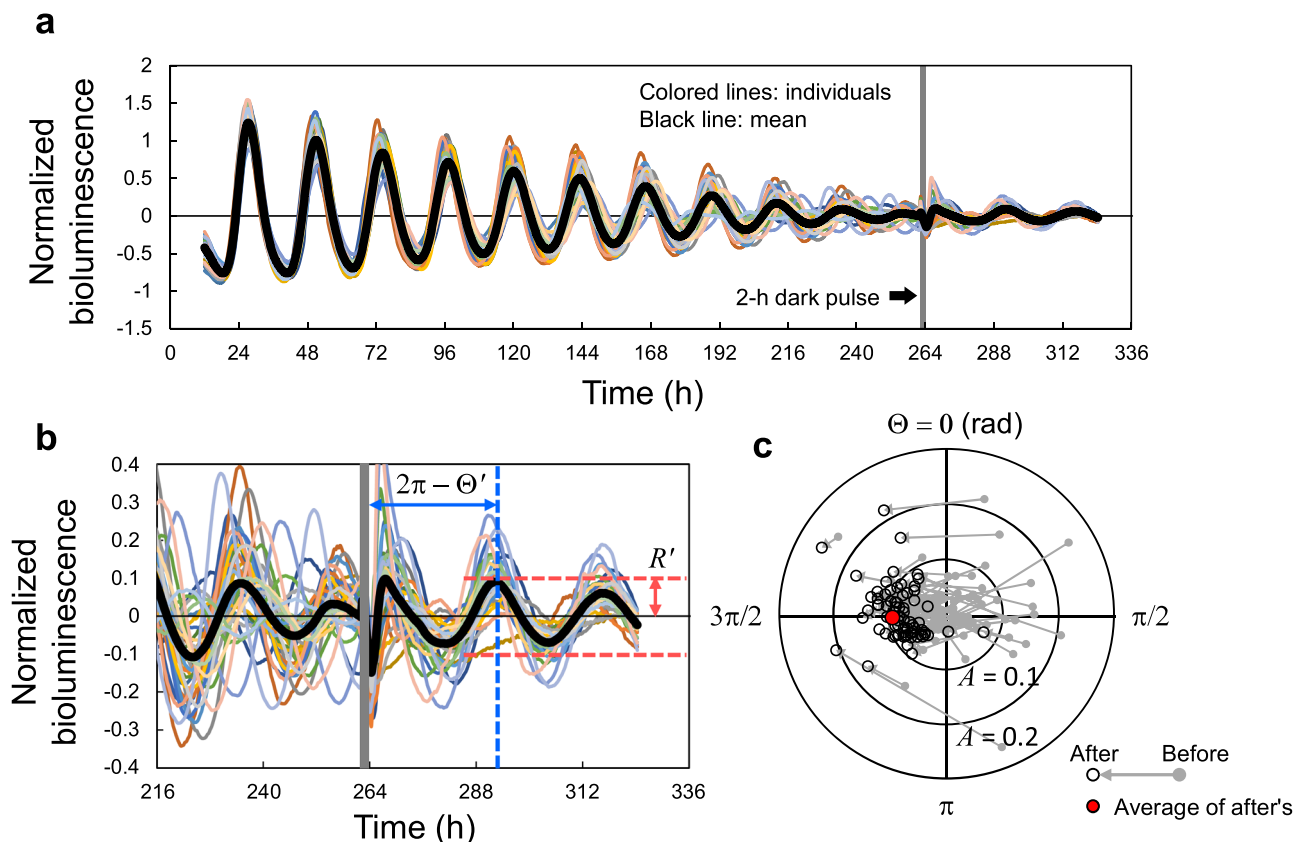 a
Normalized
bioluminescence
2
1.5
1
0.5
0
-0.5
-1
-1.5
Colored lines: individuals
Black line: mean
2-h dark pulse
0 24 48 72 96 120 144 168 192 216 240 264 288 312 336
Time (h)
b
Normalized
bioluminescence
0.4
0.3
0.2
0.1
0
-0.1
-0.2
-0.3
-0.4
2π − Θ′
R′
216 240 264 288 312 336
Time (h)
c
Θ = 0 (rad)
3π/2
π/2
A = 0.1
A = 0.2
π
After Before
Average of after's